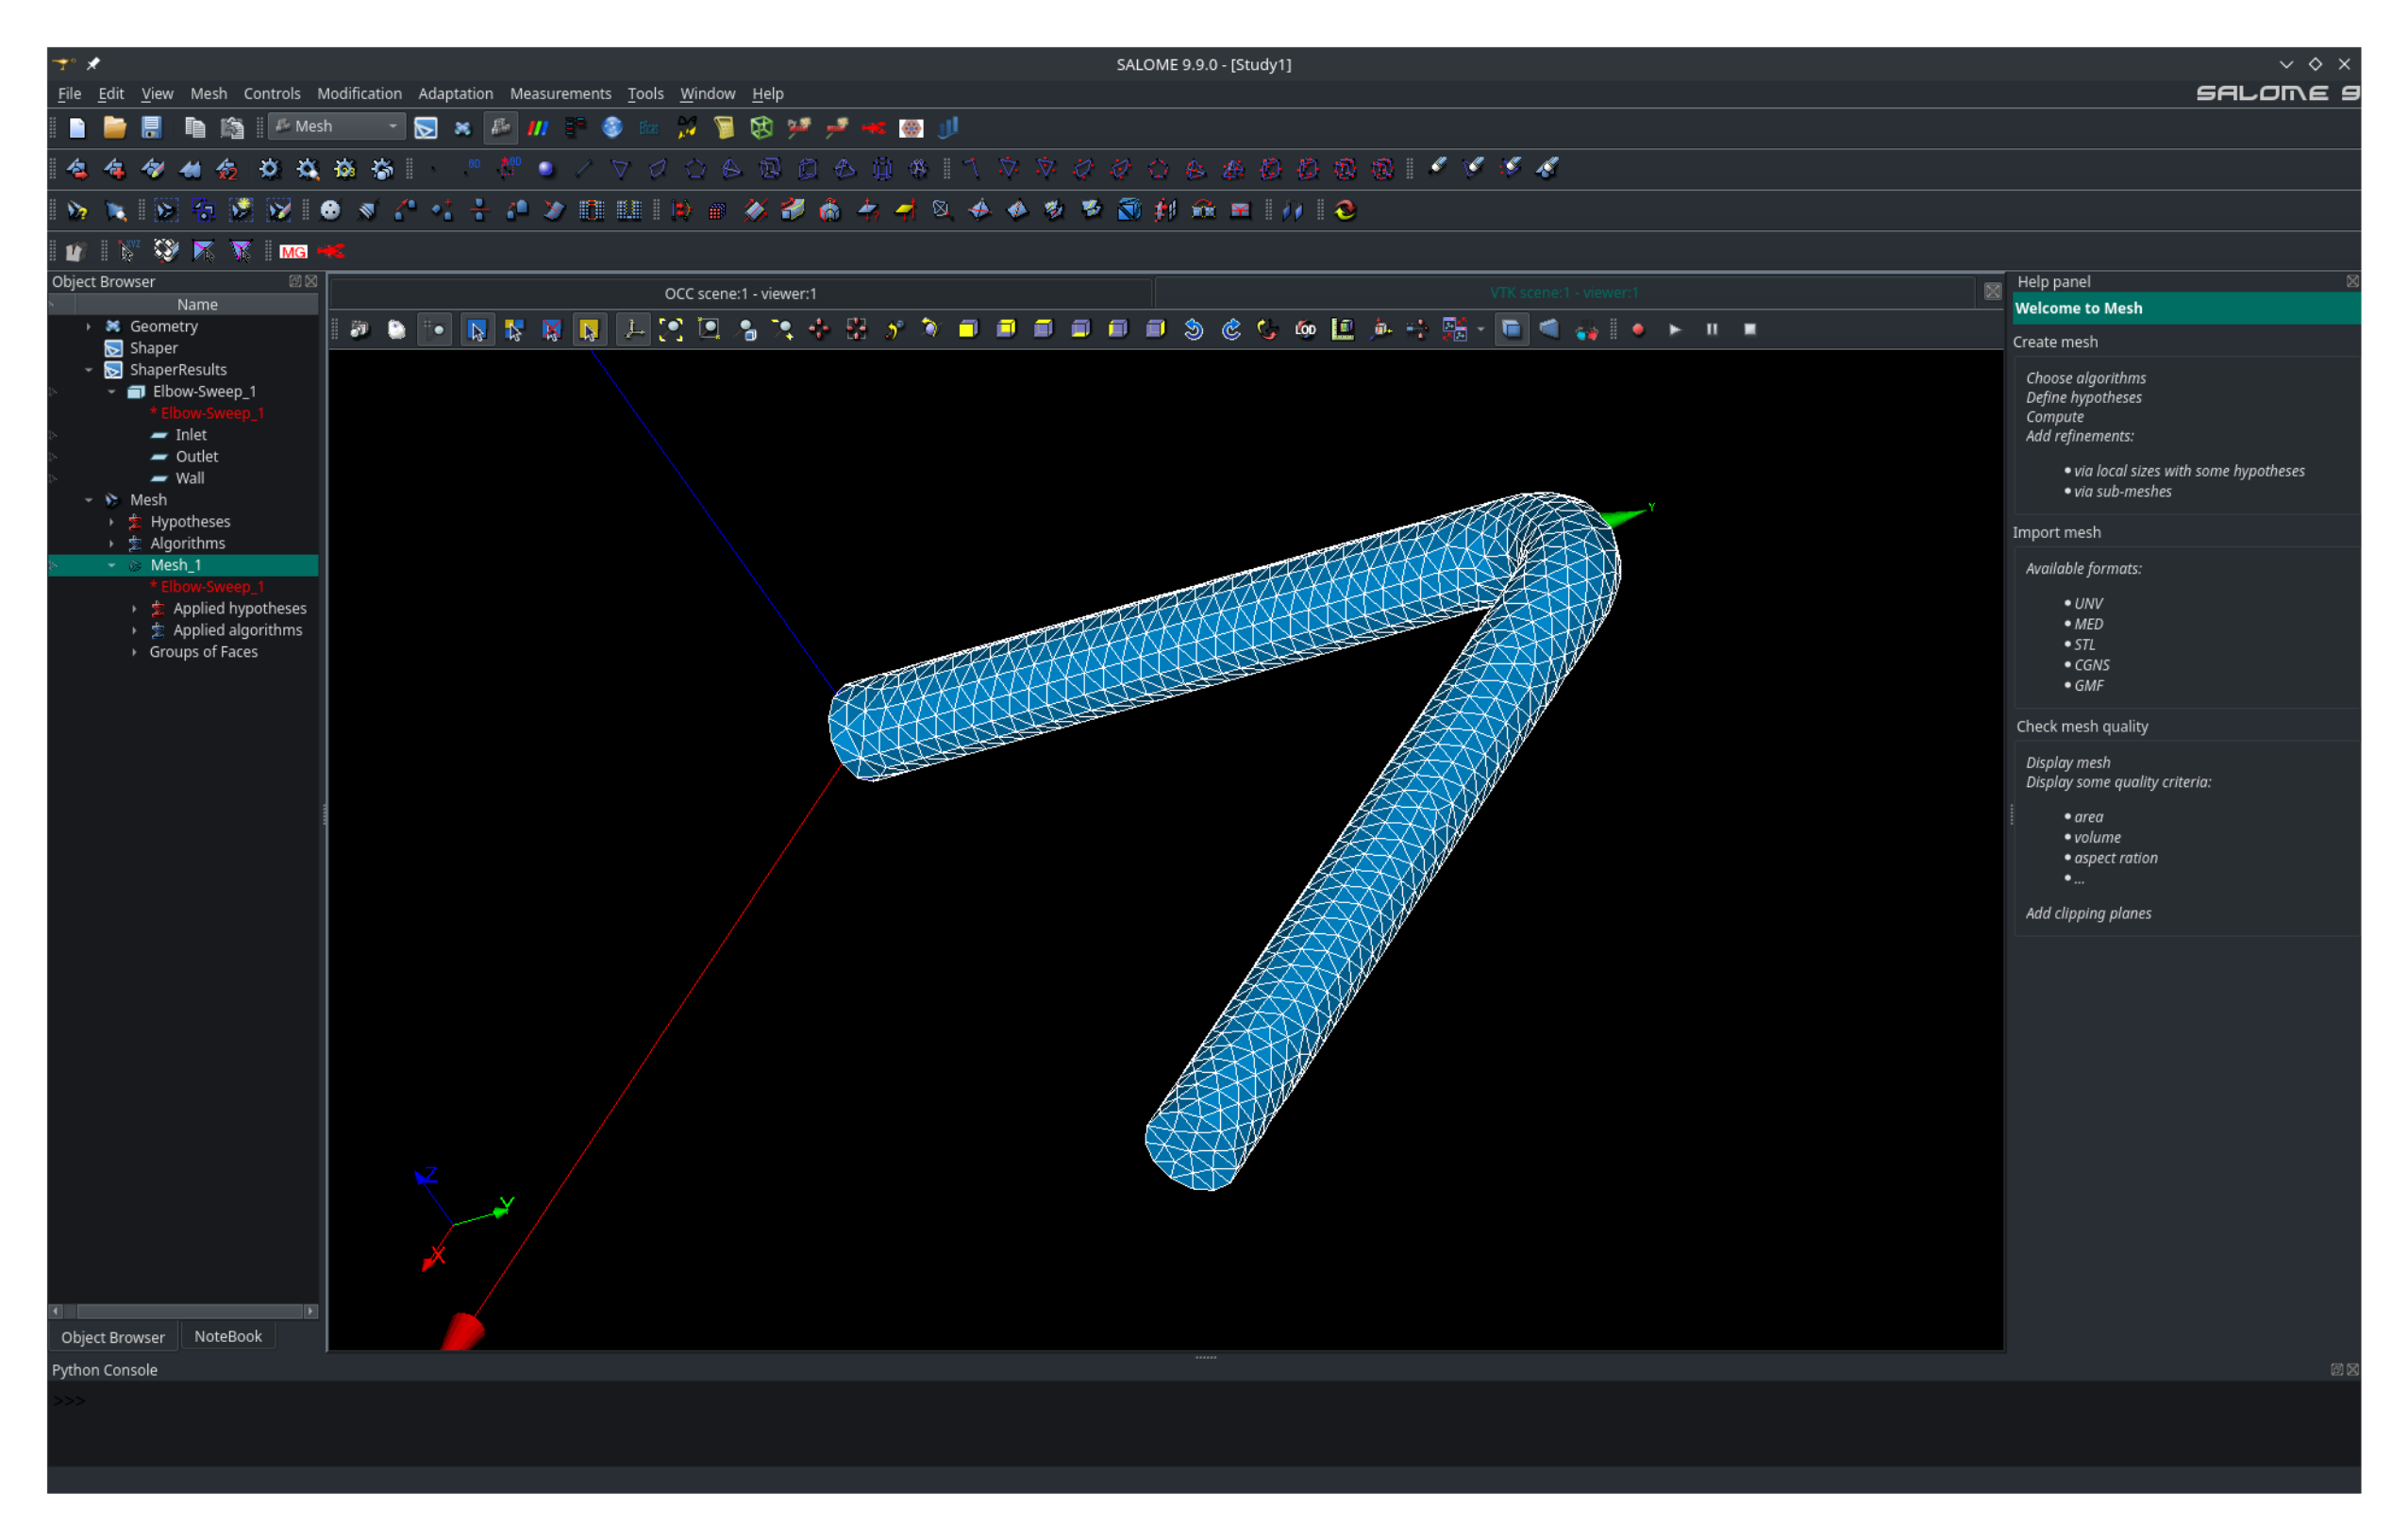 SALOME 9.9.0 - [Study1]
File Edit View Mesh Controls Modification Adaptation Measurements Tools Window Help
SALOME 9
Mesh
MG
Object Browser
Name
Geometry
Shaper
ShaperResults
Elbow-Sweep_1
* Elbow-Sweep_1
Inlet
Outlet
Wall
Mesh
Hypotheses
Algorithms
Mesh_1
* Elbow-Sweep_1
Applied hypotheses
Applied algorithms
Groups of Faces
Object Browser NoteBook
OCC scene:1 - viewer:1
VTK scene:1 - viewer:1
LOD
Y
Z
Y
X
Help panel
Welcome to Mesh
Create mesh
Choose algorithms
Define hypotheses
Compute
Add refinements:
• via local sizes with some hypotheses
• via sub-meshes
Import mesh
Available formats:
• UNV
• MED
• STL
• CGNS
• GMF
Check mesh quality
Display mesh
Display some quality criteria:
• area
• volume
• aspect ration
• ...
Add clipping planes
Python Console
>>>